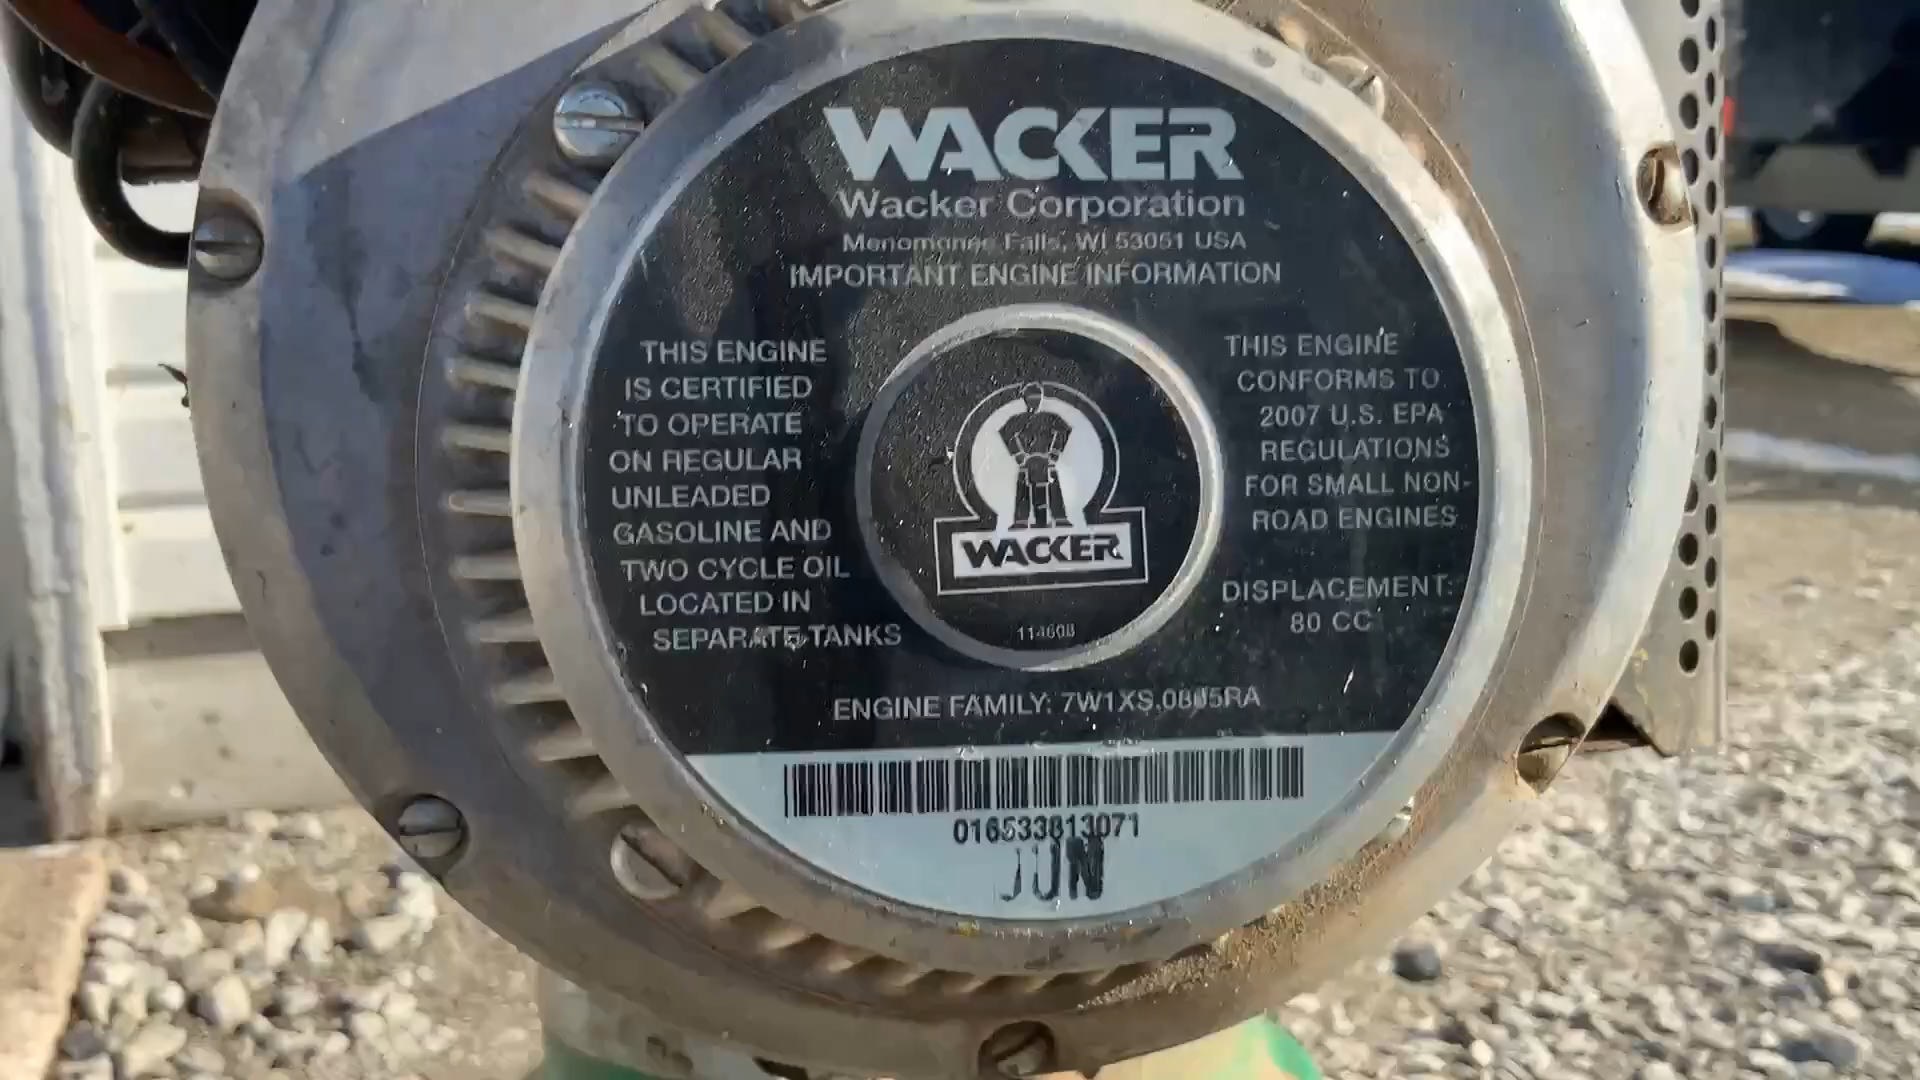 WACKER
Wacker Corporation
Menomonee Falls, WI 53051 USA
IMPORTANT ENGINE INFORMATION
THIS ENGINE
IS CERTIFIED
TO OPERATE
ON REGULAR
UNLEADED
GASOLINE AND
TWO CYCLE OIL
LOCATED IN
SEPARATE TANKS
WACKER
114608
THIS ENGINE
CONFORMS TO
2007 U.S. EPA
REGULATIONS
FOR SMALL NON-
ROAD ENGINES
DISPLACEMENT:
80 CC
ENGINE FAMILY:
016533813071
JUN